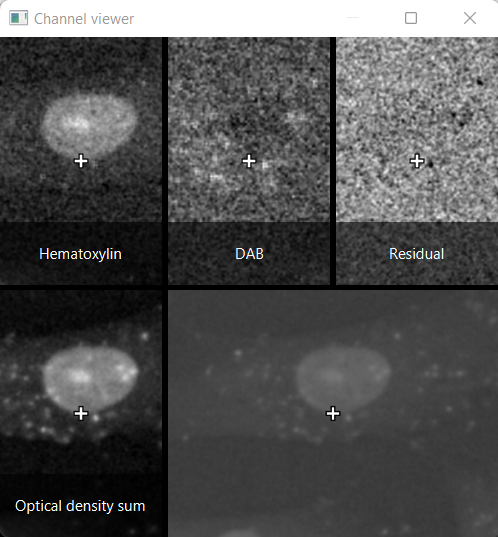 Channel viewer
Hematoxylin
DAB
Residual
Optical density sum